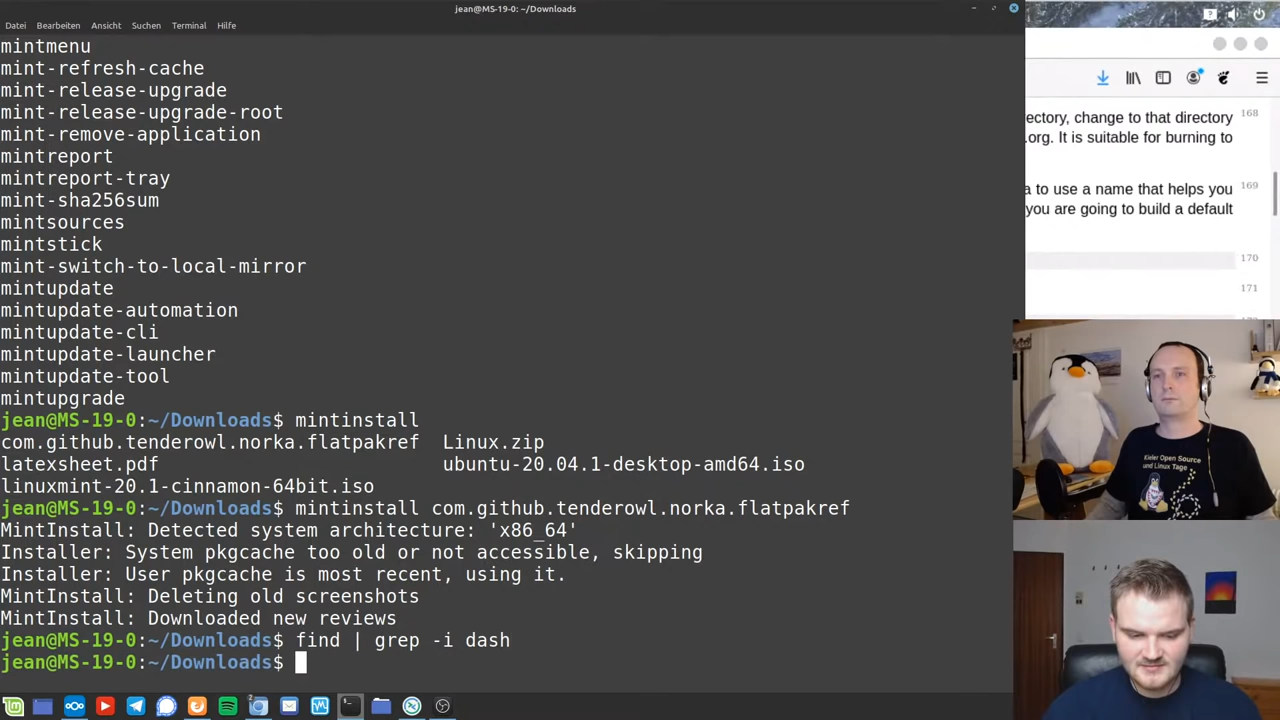 jean@MS-19-0: ~/Downloads
Datei Bearbeiten Ansicht Suchen Terminal Hilfe
mintmenu
mint-refresh-cache
mint-release-upgrade
mint-release-upgrade-root
mint-remove-application
mintreport
mintreport-tray
mint-sha256sum
mintsources
mintstick
mint-switch-to-local-mirror
mintupdate
mintupdate-automation
mintupdate-cli
mintupdate-launcher
mintupdate-tool
mintupgrade
jean@MS-19-0:~/Downloads$ mintinstall
com.github.tenderowl.norka.flatpakref Linux.zip
latexsheet.pdf ubuntu-20.04.1-desktop-amd64.iso
linuxmint-20.1-cinnamon-64bit.iso
jean@MS-19-0:~/Downloads$ mintinstall com.github.tenderowl.norka.flatpakref
MintInstall: Detected system architecture: 'x86_64'
Installer: System pkgcache too old or not accessible, skipping
Installer: User pkgcache is most recent, using it.
MintInstall: Deleting old screenshots
MintInstall: Downloaded new reviews
jean@MS-19-0:~/Downloads$ find | grep -i dash
jean@MS-19-0:~/Downloads$
ectory, change to that directory 168
.org. It is suitable for burning to
a to use a name that helps you 169
you are going to build a default
170
171
Kieler Open Source
und Linux Tage
2